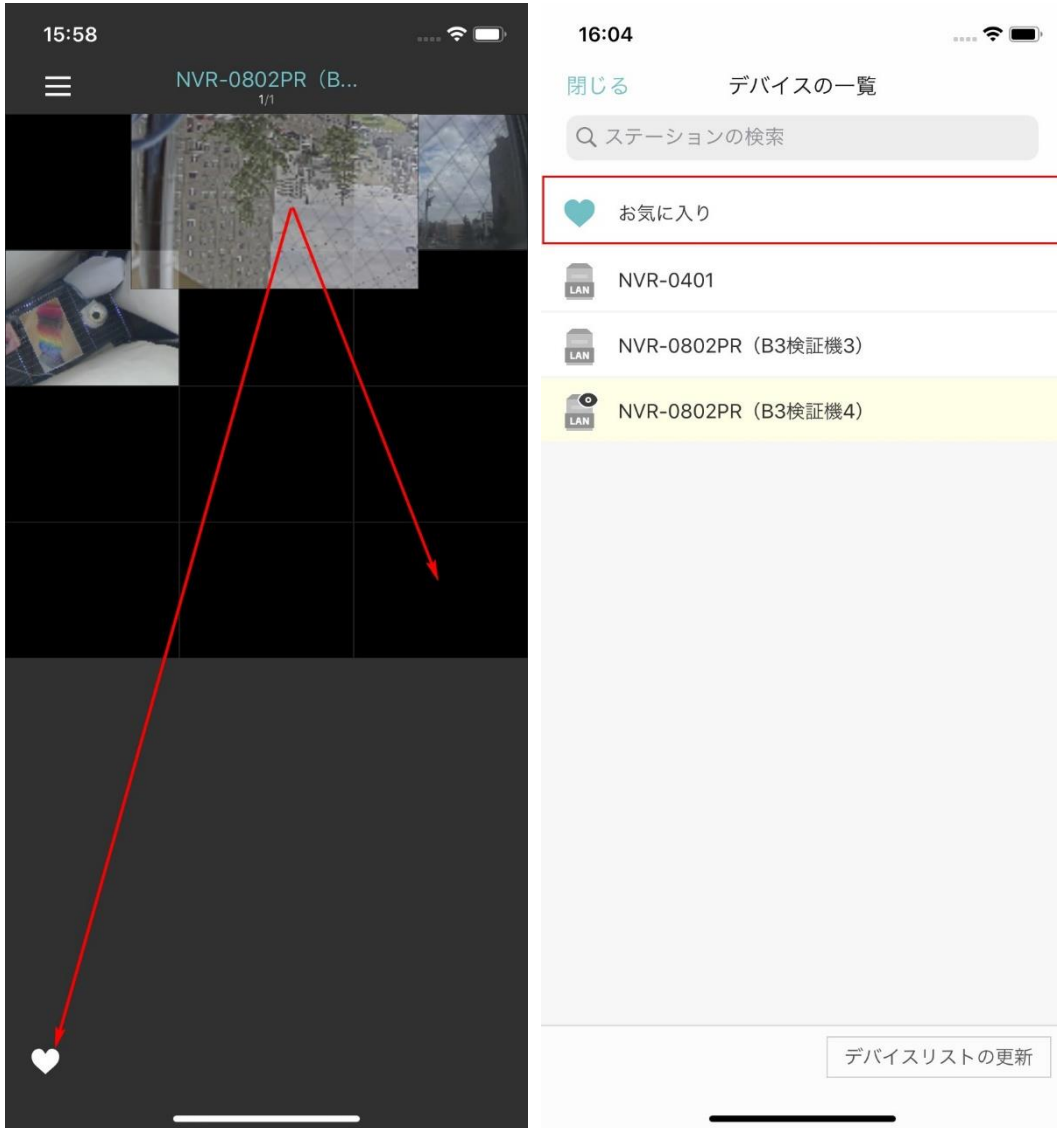 15:58
NVR-0802PR（B...
1/1
16:04
閉じる
デバイスの一覧
ステーションの検索
お気に入り
LAN
NVR-0401
LAN
NVR-0802PR（B3検証機3）
LAN
NVR-0802PR（B3検証機4）
デバイスリストの更新